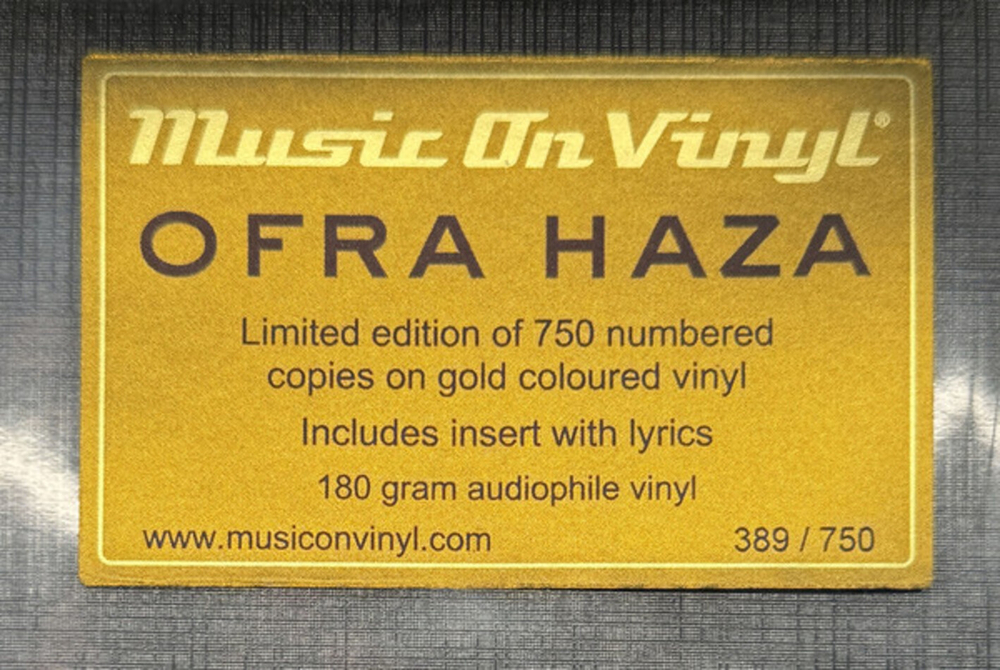 Music On Vinyl®
OFRA HAZA
Limited edition of 750 numbered
copies on gold coloured vinyl
Includes insert with lyrics
180 gram audiophile vinyl
www.musiconvinyl.com 389 / 750